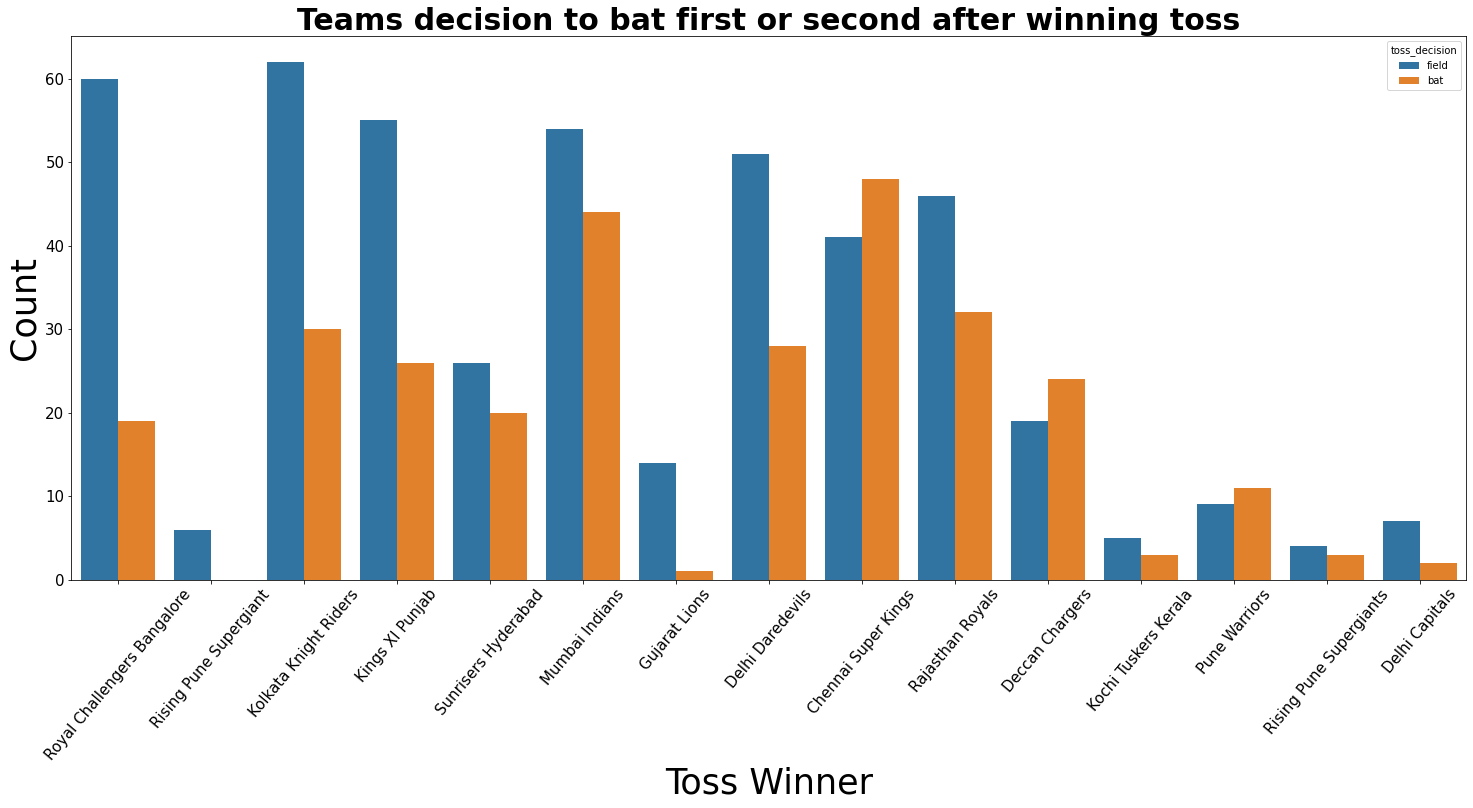 Teams decision to bat first or second after winning toss
toss_decision
field
bat
Count
60
50
40
30
20
10
0
Royal Challengers Bangalore
Rising Pune Supergiant
Kolkata Knight Riders
Kings XI Punjab
Sunrisers Hyderabad
Mumbai Indians
Gujarat Lions
Delhi Daredevils
Chennai Super Kings
Rajasthan Royals
Deccan Chargers
Kochi Tuskers Kerala
Pune Warriors
Rising Pune Supergiants
Delhi Capitals
Toss Winner